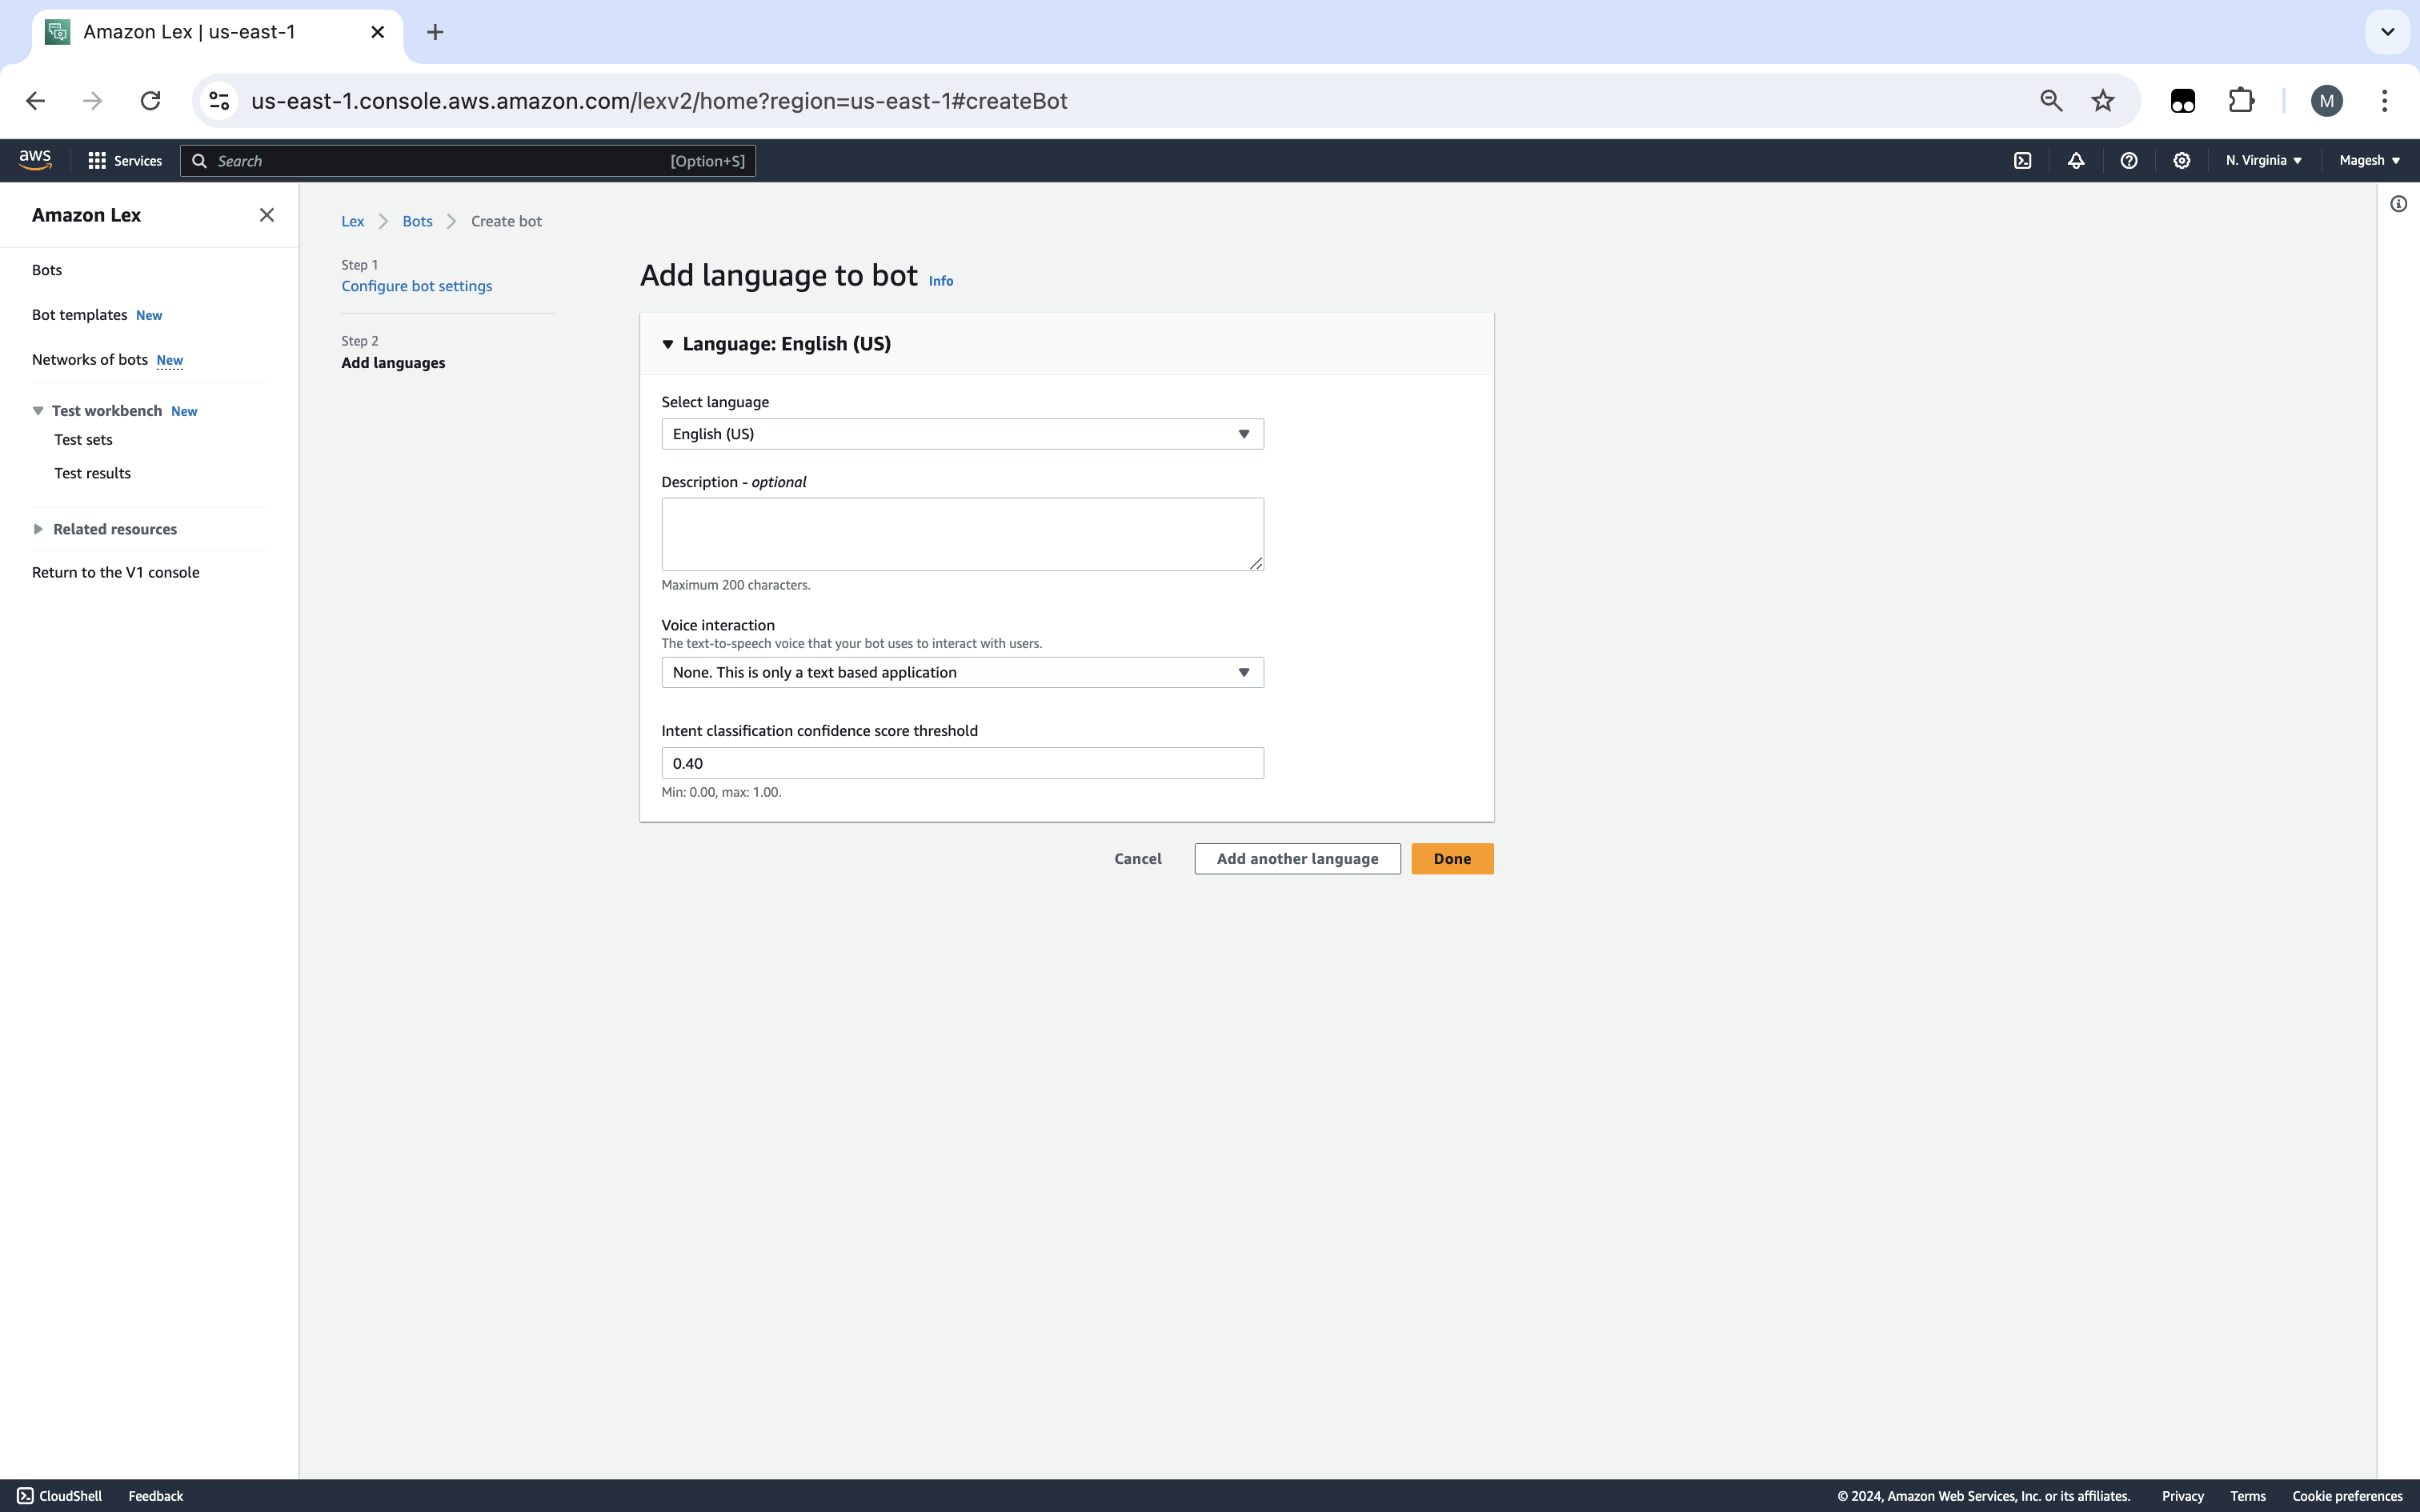 Amazon Lex | us-east-1
us-east-1.console.aws.amazon.com/lexv2/home?region=us-east-1#createBot
M
aws
Services
Search
[Option+S]
N. Virginia
Magesh
Amazon Lex
Bots
Bot templates New
Networks of bots New
Test workbench New
Test sets
Test results
Related resources
Return to the V1 console
Lex
Bots
Create bot
Step 1
Configure bot settings
Step 2
Add languages
Add language to bot Info
Language: English (US)
Select language
English (US)
Description - optional
Maximum 200 characters.
Voice interaction
The text-to-speech voice that your bot uses to interact with users.
None. This is only a text based application
Intent classification confidence score threshold
0.40
Min: 0.00, max: 1.00.
Cancel
Add another language
Done
CloudShell
Feedback
© 2024, Amazon Web Services, Inc. or its affiliates.
Privacy
Terms
Cookie preferences